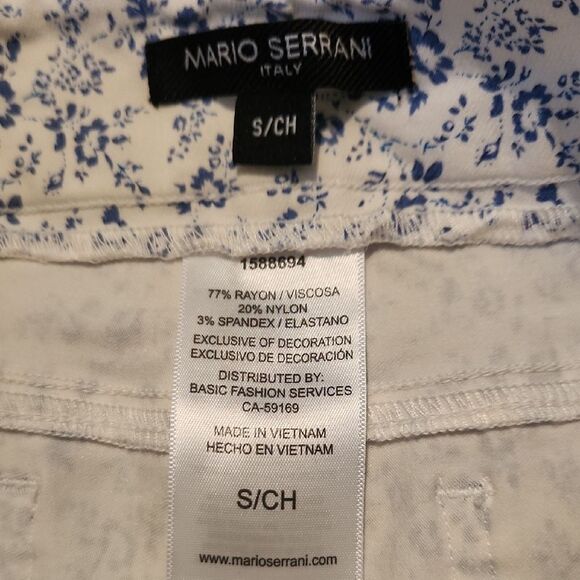 MARIO SERRANI
ITALY
S/CH
1588694
77% RAYON / VISCOSA
20% NYLON
3% SPANDEX / ELASTANO
EXCLUSIVE OF DECORATION
EXCLUSIVO DE DECORACIÓN
DISTRIBUTED BY:
BASIC FASHION SERVICES
CA-59169
MADE IN VIETNAM
HECHO EN VIETNAM
S/CH
www.marioserrani.com